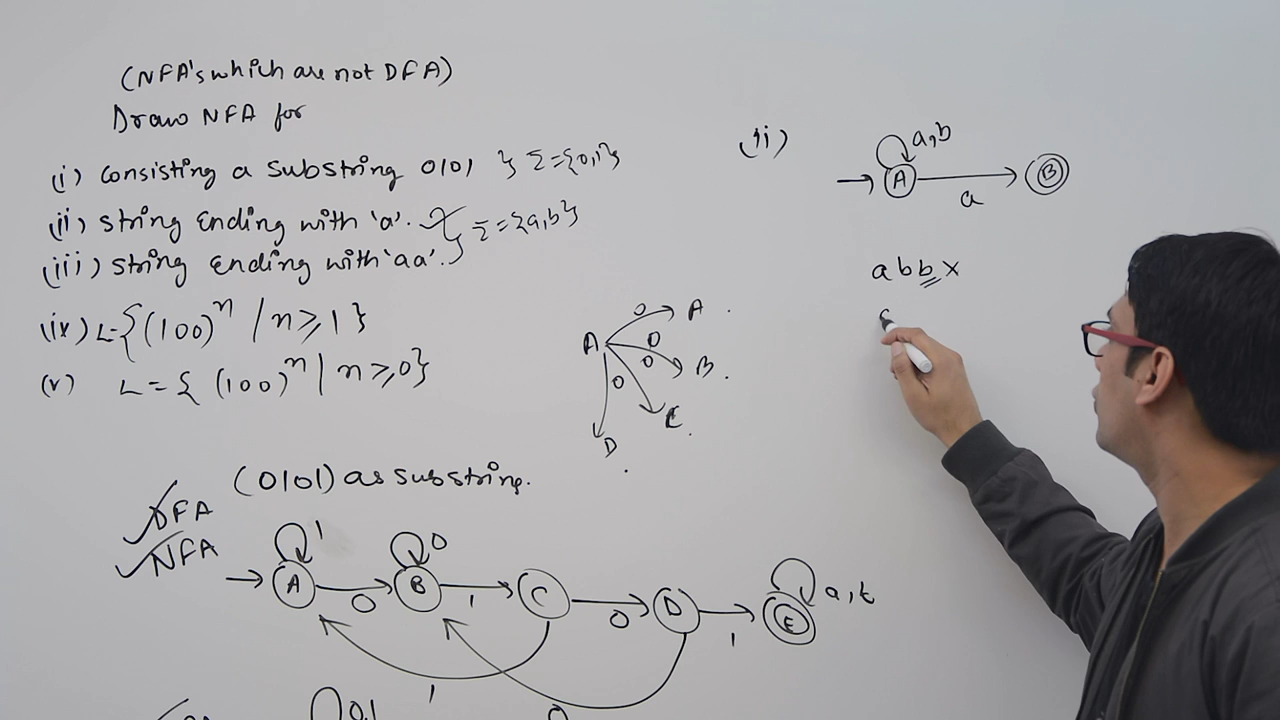 (NFA's which are not DFA)
Draw NFA for
(i) consisting a substring 0101 } Σ={0,1}
(ii) string ending with 'a'. } Σ={a,b}
(iii) string ending with 'aa'.
(iv) L={(100)^n / n≥1}
(v) L={(100)^n | n≥0}
(0101) as substring.
DFA
NFA
1
0
A
0
B
1
C
0
D
1
E
a,b
1
0
0,1
A
0
A
0
B
0
C
0
D
(ii)
a,b
A
a
B
abb x